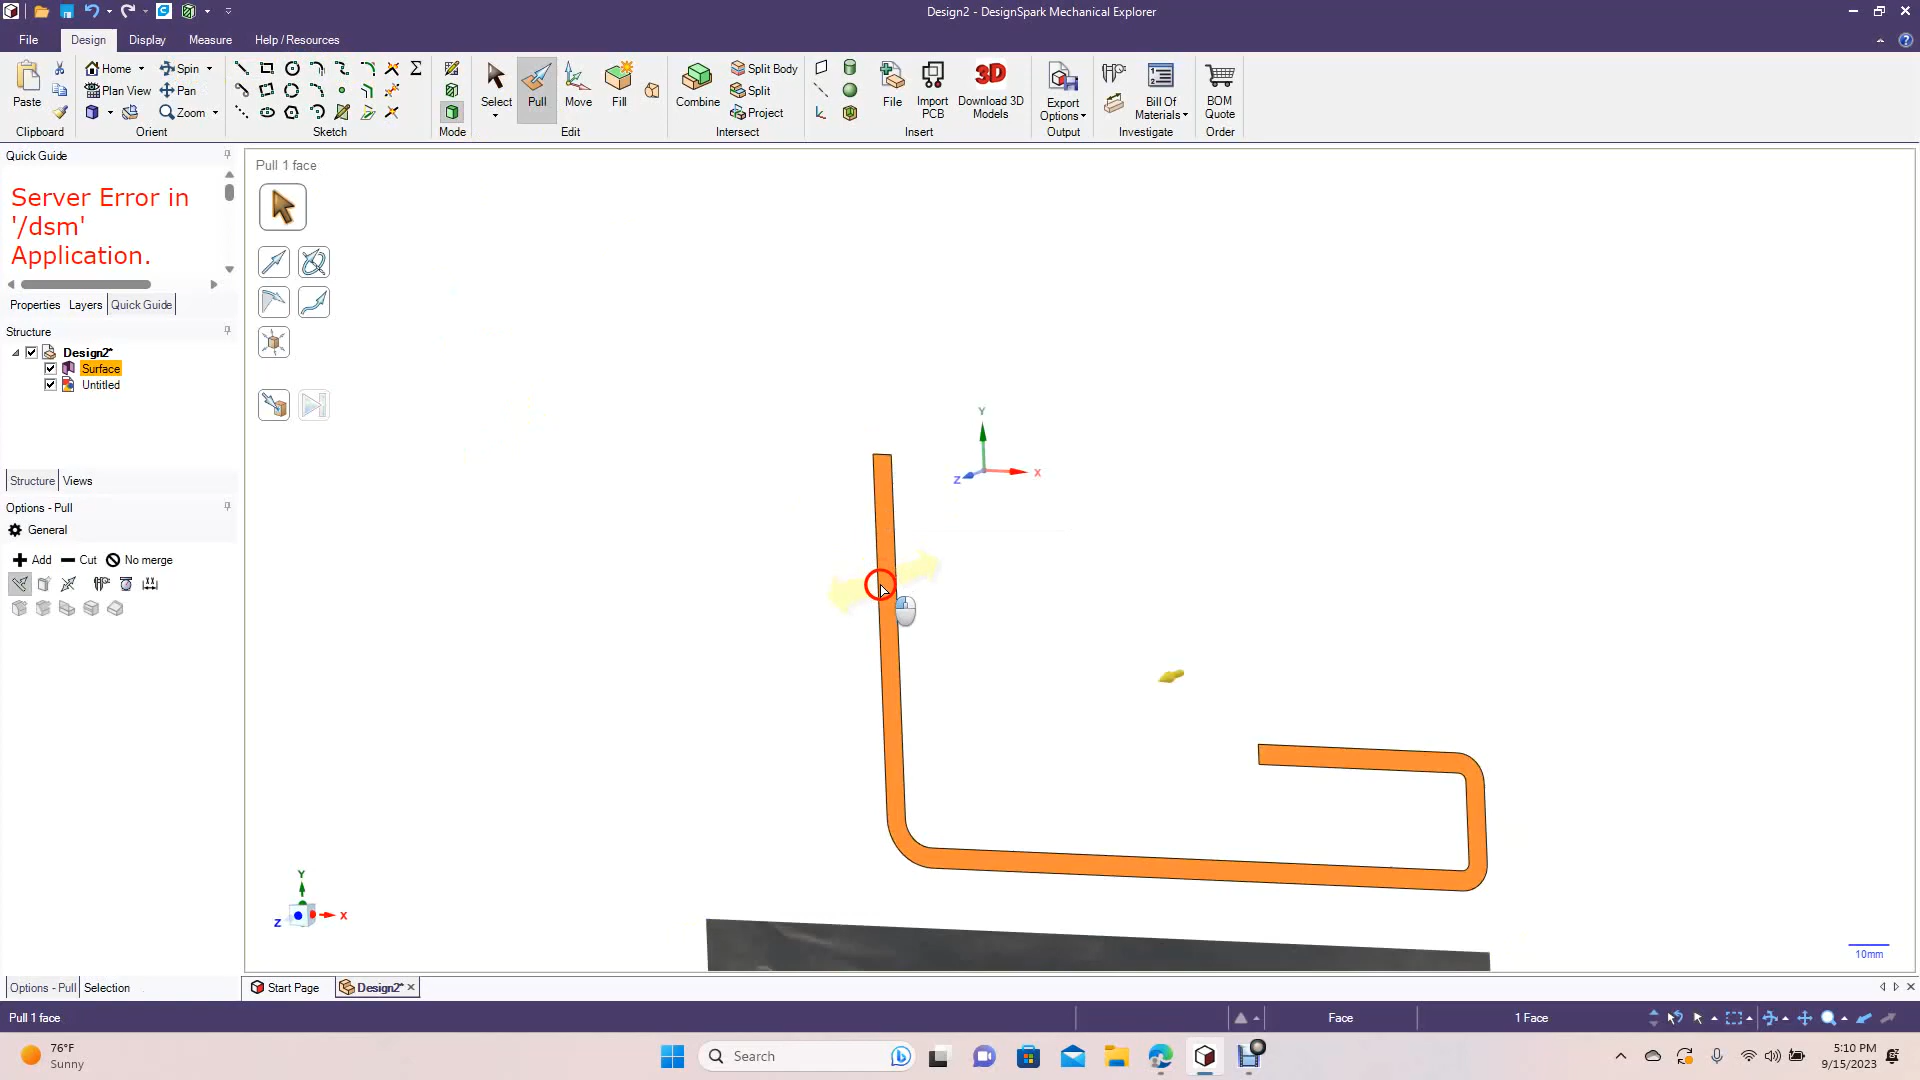 Design2 - DesignSpark Mechanical Explorer
File Design Display Measure Help / Resources
Paste
Clipboard
Home Spin
Plan View Pan
Zoom
Orient
Sketch
Mode
Select Pull Move Fill
Edit
Combine
Split Body
Split
Project
Intersect
File
Import PCB
3D
Download 3D Models
Insert
Export Options
Output
Bill Of Materials
Investigate
BOM Quote
Order
Quick Guide
Server Error in
'/dsm'
Application.
Properties Layers Quick Guide
Structure
Design2*
Surface
Untitled
Structure Views
Options - Pull
General
Add Cut No merge
Pull 1 face
Y
X
Z
Y
X
Z
10mm
Options - Pull Selection
Start Page Design2*
Pull 1 face Face 1 Face
76°F
Sunny
Search
5:10 PM
9/15/2023